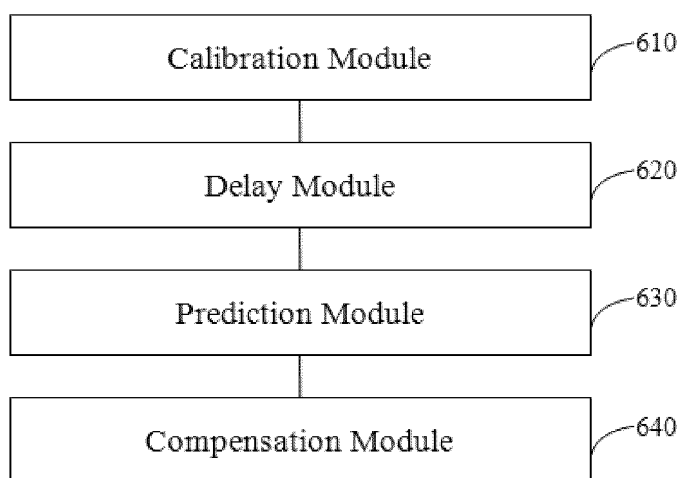 Calibration Module
610
Delay Module
620
Prediction Module
630
Compensation Module
640